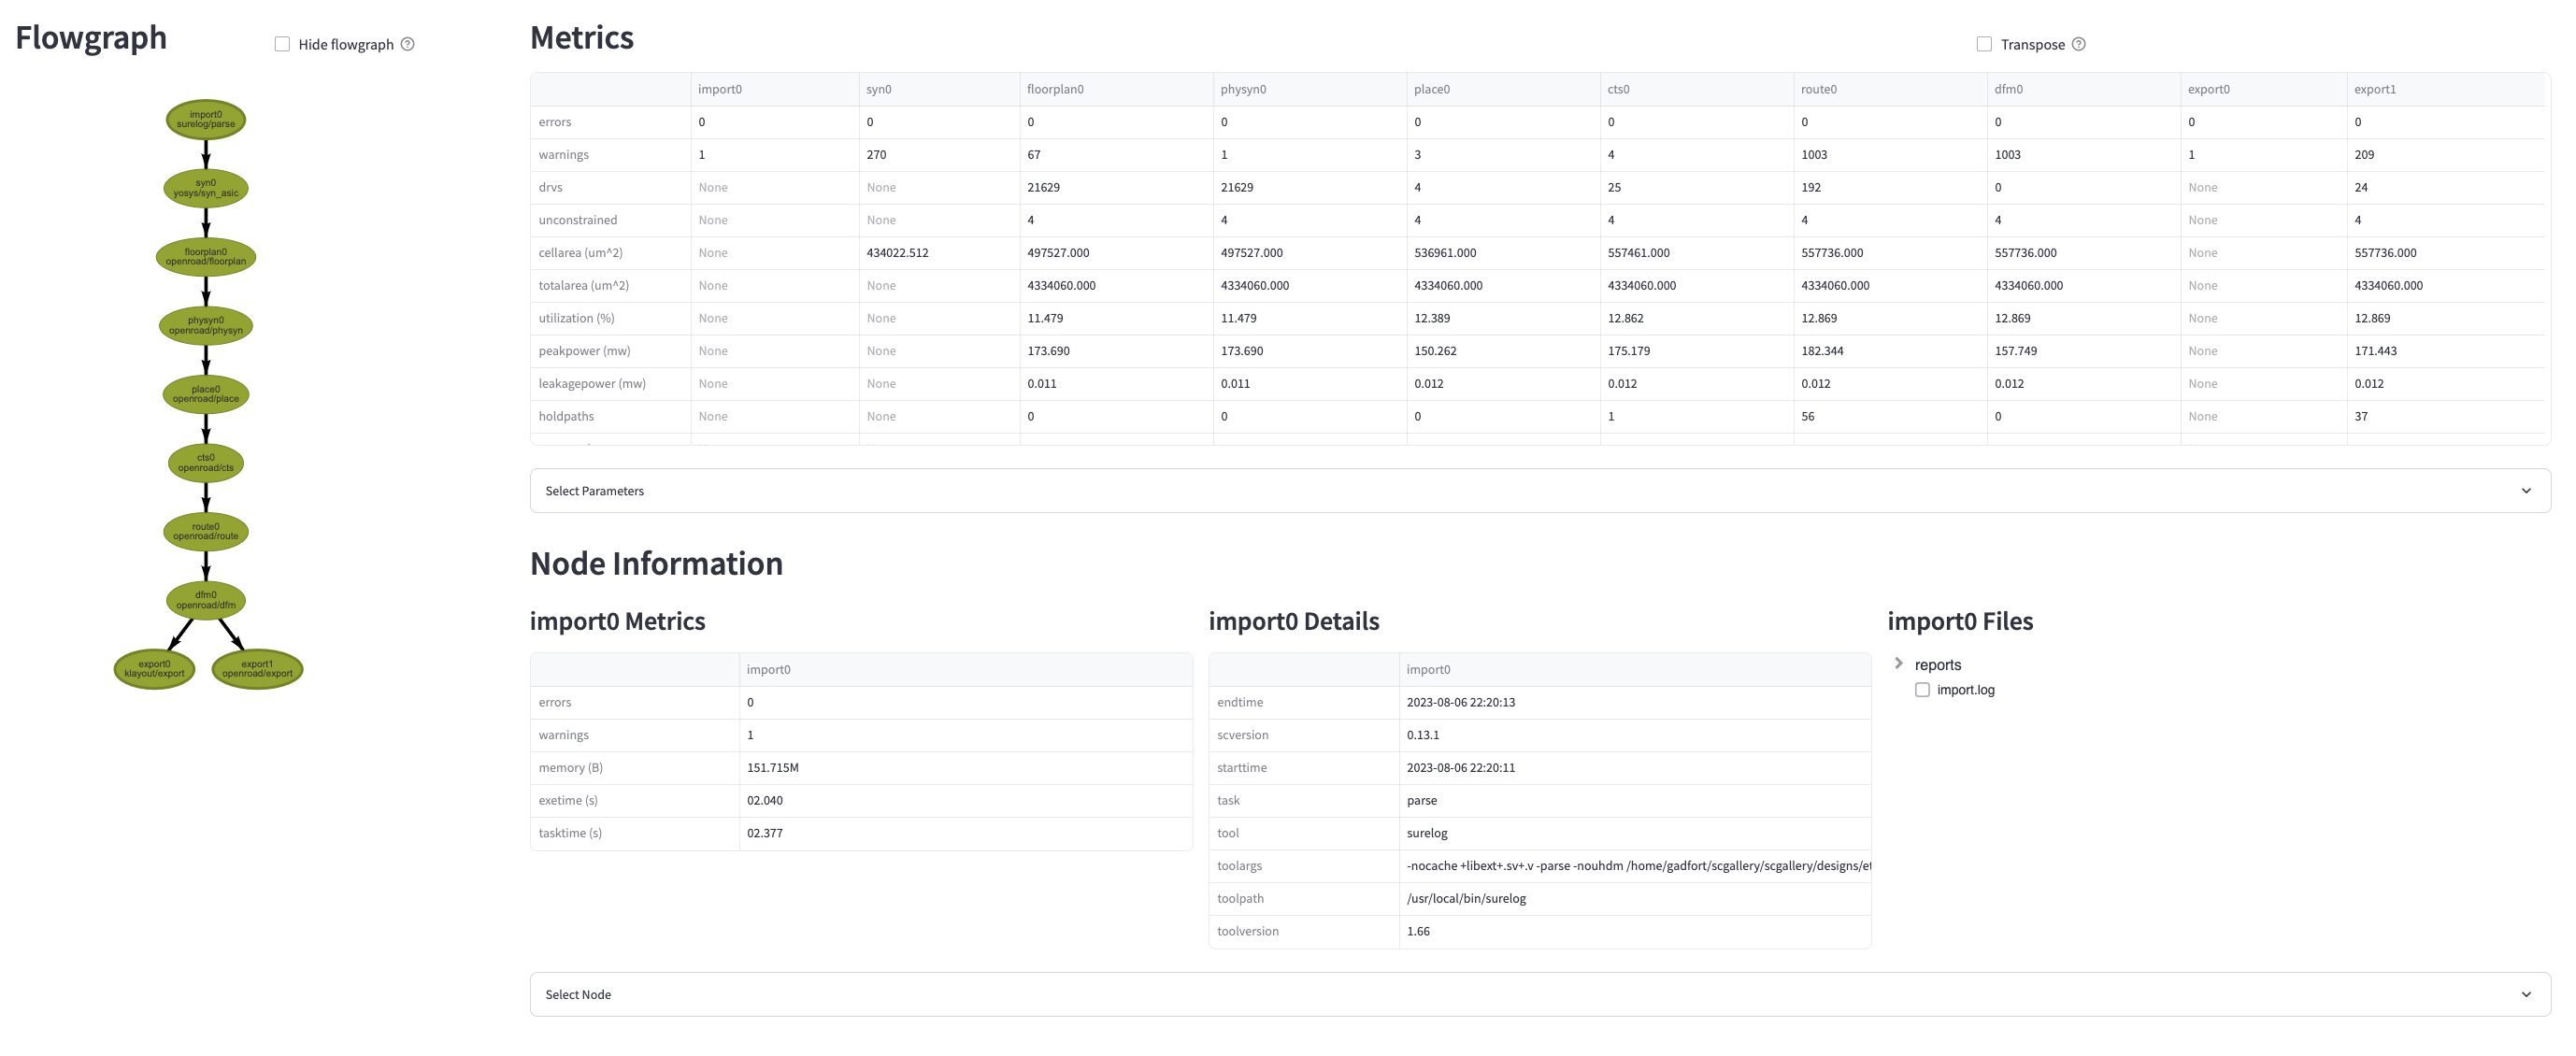 Flowgraph
Hide flowgraph
import0
surelog/parse
syn0
yosys/syn_asic
floorplan0
openroad/floorplan
physyn0
openroad/physyn
place0
openroad/place
cts0
openroad/cts
route0
openroad/route
dfm0
openroad/dfm
export0
klayout/export
export1
openroad/export
Metrics
Transpose
import0 syn0 floorplan0 physyn0 place0 cts0 route0 dfm0 export0 export1
errors 0 0 0 0 0 0 0 0 0 0
warnings 1 270 67 1 3 4 1003 1003 1 209
drvs None None 21629 21629 4 25 192 0 None 24
unconstrained None None 4 4 4 4 4 4 None 4
cellarea (um^2) None 434022.512 497527.000 497527.000 536961.000 557461.000 557736.000 557736.000 None 557736.000
totalarea (um^2) None None 4334060.000 4334060.000 4334060.000 4334060.000 4334060.000 4334060.000 None 4334060.000
utilization (%) None None 11.479 11.479 12.389 12.862 12.869 12.869 None 12.869
peakpower (mw) None None 173.690 173.690 150.262 175.179 182.344 157.749 None 171.443
leakagepower (mw) None None 0.011 0.011 0.012 0.012 0.012 0.012 None 0.012
holdpaths None None 0 0 0 1 56 0 None 37
Select Parameters
Node Information
import0 Metrics
import0
errors 0
warnings 1
memory (B) 151.715M
exetime (s) 02.040
tasktime (s) 02.377
import0 Details
import0
endtime 2023-08-06 22:20:13
scversion 0.13.1
starttime 2023-08-06 22:20:11
task parse
tool surelog
toolargs -nocache +libext+.sv+.v -parse -nouhdm /home/gadfort/scgallery/scgallery/designs/et
toolpath /usr/local/bin/surelog
toolversion 1.66
import0 Files
reports
import.log
Select Node